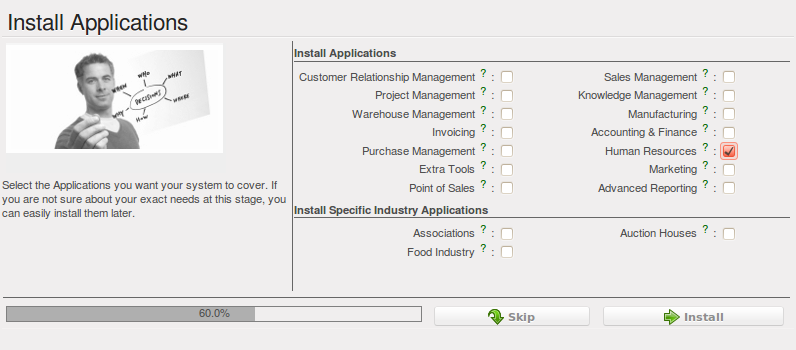 Install Applications
WHO
WHAT
WHEN
DECISIONS
WHERE
WHY
HOW
Select the Applications you want your system to cover. If
you are not sure about your exact needs at this stage, you
can easily install them later.
Install Applications
Customer Relationship Management ? : Sales Management ? :
Project Management ? : Knowledge Management ? :
Warehouse Management ? : Manufacturing ? :
Invoicing ? : Accounting & Finance ? :
Purchase Management ? : Human Resources ? :
Extra Tools ? : Marketing ? :
Point of Sales ? : Advanced Reporting ? :
Install Specific Industry Applications
Associations ? : Auction Houses ? :
Food Industry ? :
60.0% Skip Install